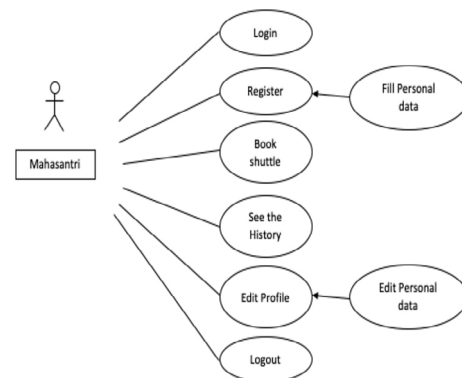 Login
Register
Fill Personal
data
Mahasantri
Book
shuttle
See the
History
Edit Profile
Edit Personal
data
Logout